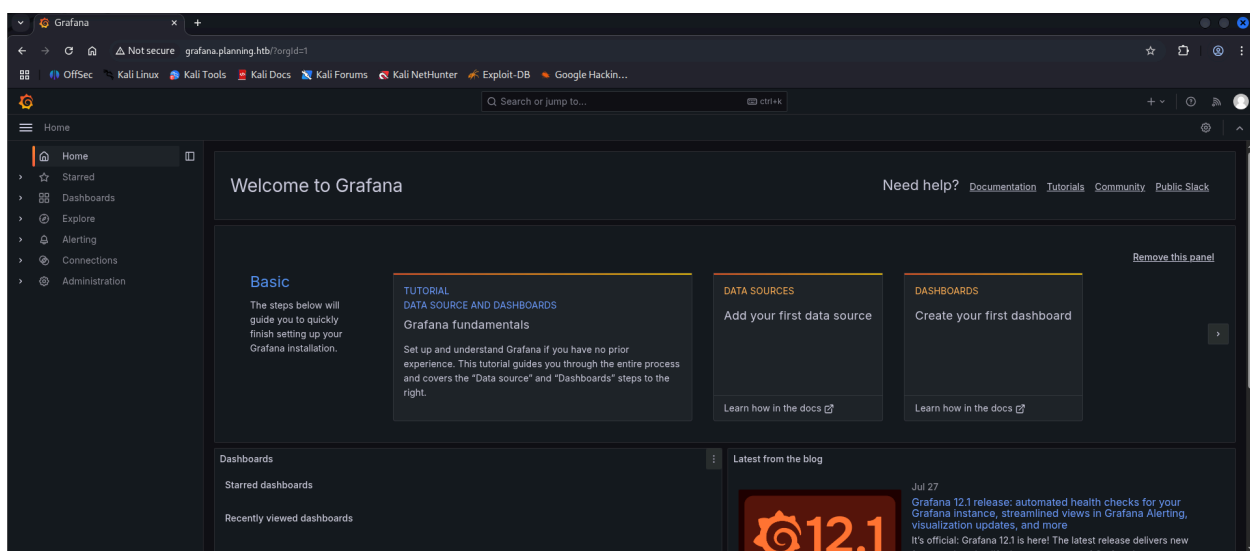 Grafana
Not secure grafana.planning.htb/?orgId=1
OffSec Kali Linux Kali Tools Kali Docs Kali Forums Kali NetHunter Exploit-DB Google Hackin...
Search or jump to... ctrl+k
Home
Home
Starred
Dashboards
Explore
Alerting
Connections
Administration
Welcome to Grafana
Need help? Documentation Tutorials Community Public Slack
Remove this panel
Basic
The steps below will
guide you to quickly
finish setting up your
Grafana installation.
TUTORIAL
DATA SOURCE AND DASHBOARDS
Grafana fundamentals
Set up and understand Grafana if you have no prior
experience. This tutorial guides you through the entire process
and covers the “Data source” and “Dashboards” steps to the
right.
DATA SOURCES
Add your first data source
Learn how in the docs
DASHBOARDS
Create your first dashboard
Learn how in the docs
Dashboards
Starred dashboards
Recently viewed dashboards
Latest from the blog
12.1
Jul 27
Grafana 12.1 release: automated health checks for your
Grafana instance, streamlined views in Grafana Alerting,
visualization updates, and more
It's official: Grafana 12.1 is here! The latest release delivers new